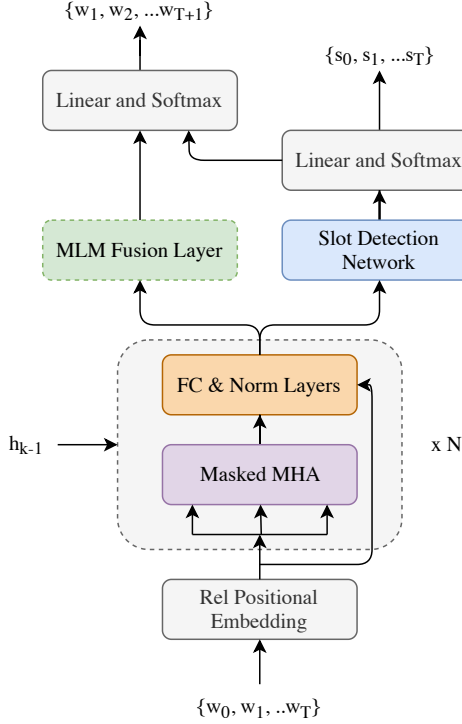 {w1, w2, ...wT+1}
{s0, s1, ...sT}
Linear and Softmax
Linear and Softmax
MLM Fusion Layer
Slot Detection
Network
FC & Norm Layers
hk-1
x N
Masked MHA
Rel Positional
Embedding
{w0, w1, ..wT}